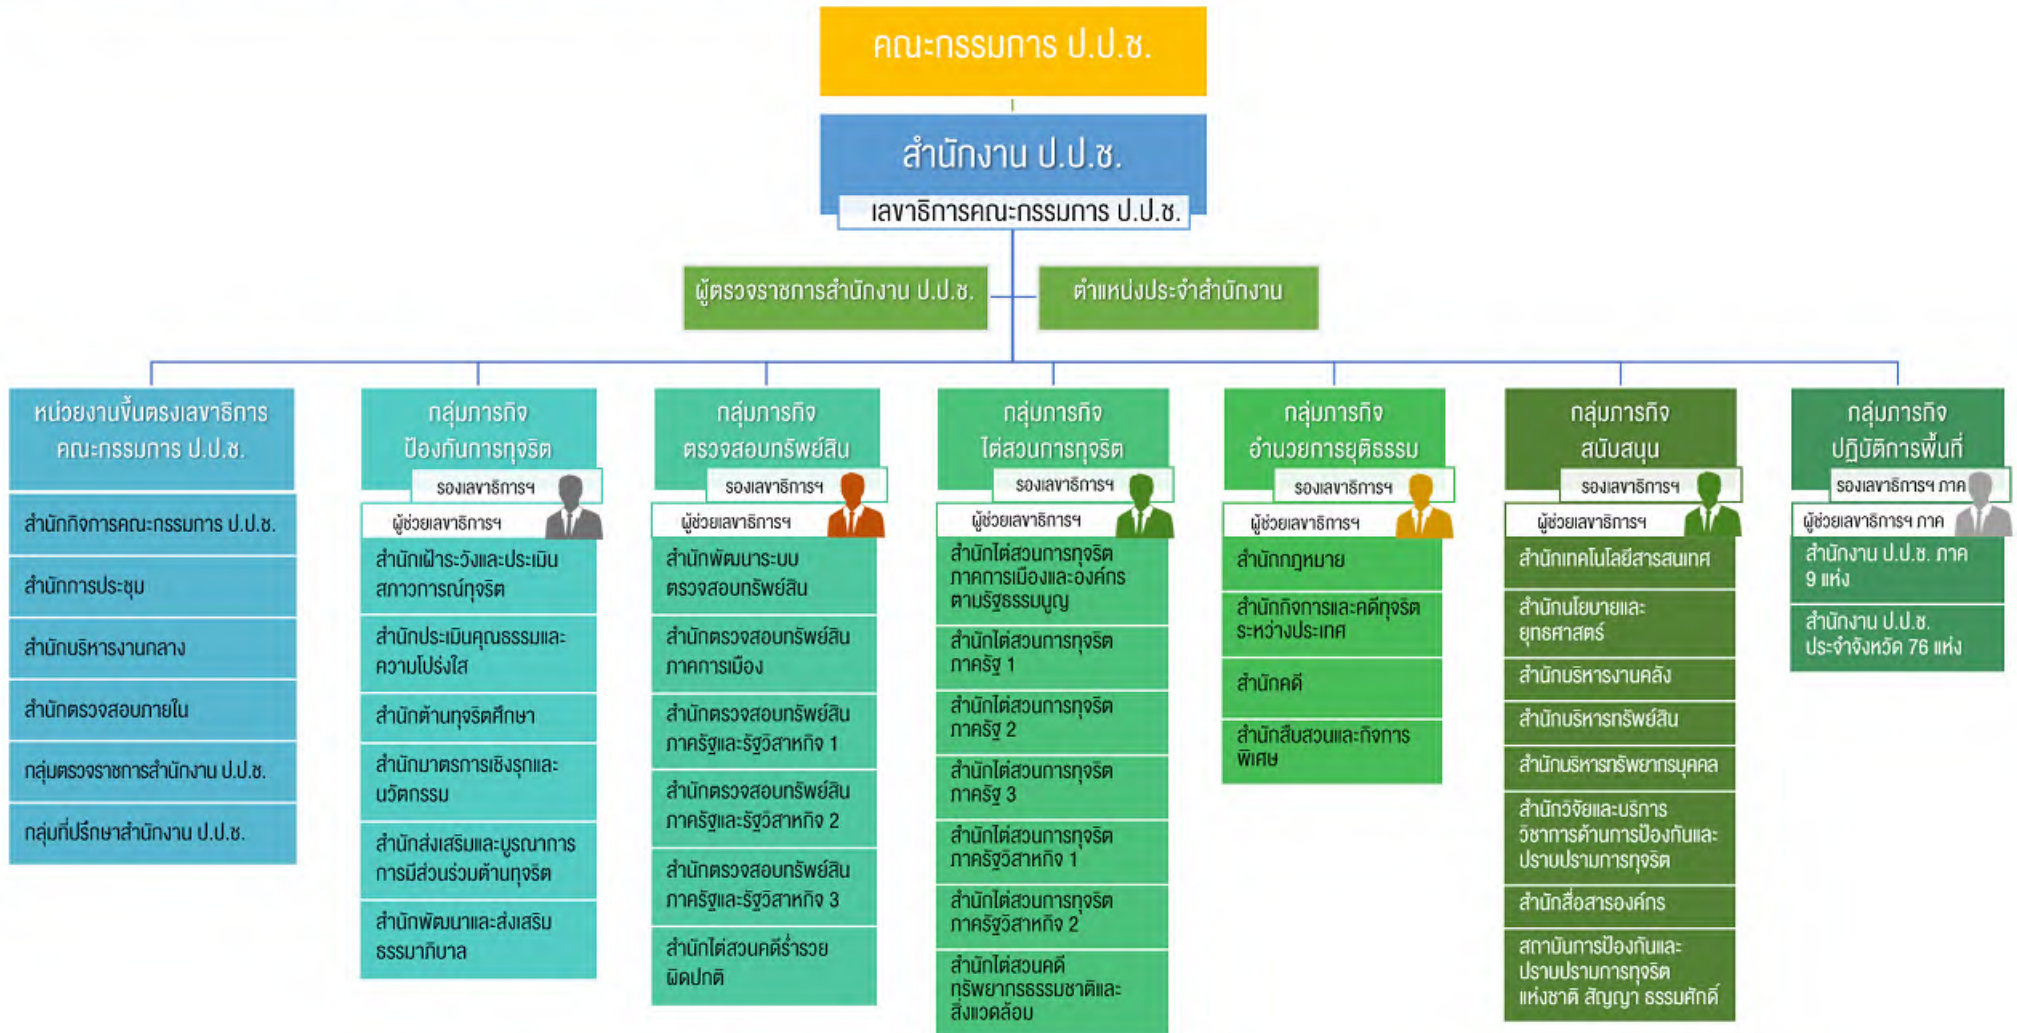 คณะกรรมการ ป.ป.ช.
สำนักงาน ป.ป.ช.
เลขาธิการคณะกรรมการ ป.ป.ช.
ผู้ตรวจราชการสำนักงาน ป.ป.ช.
ตำแหน่งประจำสำนักงาน
หน่วยงานขึ้นตรงเลขาธิการ
คณะกรรมการ ป.ป.ช.
สำนักกิจการคณะกรรมการ ป.ป.ช.
สำนักการประชุม
สำนักบริหารงานกลาง
สำนักตรวจสอบภายใน
กลุ่มตรวจราชการสำนักงาน ป.ป.ช.
กลุ่มที่ปรึกษาสำนักงาน ป.ป.ช.
กลุ่มภารกิจ
ป้องกันการทุจริต
รองเลขาธิการฯ
ผู้ช่วยเลขาธิการฯ
สำนักเฝ้าระวังและประเมิน
สภาวการณ์ทุจริต
สำนักประเมินคุณธรรมและ
ความโปร่งใส
สำนักต้านทุจริตศึกษา
สำนักมาตรการเชิงรุกและ
นวัตกรรม
สำนักส่งเสริมและบูรณาการ
การมีส่วนร่วมต้านทุจริต
สำนักพัฒนาและส่งเสริม
ธรรมาภิบาล
กลุ่มภารกิจ
ตรวจสอบทรัพย์สิน
รองเลขาธิการฯ
ผู้ช่วยเลขาธิการฯ
สำนักพัฒนาระบบ
ตรวจสอบทรัพย์สิน
สำนักตรวจสอบทรัพย์สิน
ภาคการเมือง
สำนักตรวจสอบทรัพย์สิน
ภาครัฐและรัฐวิสาหกิจ 1
สำนักตรวจสอบทรัพย์สิน
ภาครัฐและรัฐวิสาหกิจ 2
สำนักตรวจสอบทรัพย์สิน
ภาครัฐและรัฐวิสาหกิจ 3
สำนักไต่สวนคดีร่ำรวย
ผิดปกติ
กลุ่มภารกิจ
ไต่สวนการทุจริต
รองเลขาธิการฯ
ผู้ช่วยเลขาธิการฯ
สำนักไต่สวนการทุจริต
ภาคการเมืองและองค์กร
ตามรัฐธรรมนูญ
สำนักไต่สวนการทุจริต
ภาครัฐ 1
สำนักไต่สวนการทุจริต
ภาครัฐ 2
สำนักไต่สวนการทุจริต
ภาครัฐ 3
สำนักไต่สวนการทุจริต
ภาครัฐวิสาหกิจ 1
สำนักไต่สวนการทุจริต
ภาครัฐวิสาหกิจ 2
สำนักไต่สวนคดี
ทรัพยากรธรรมชาติและ
สิ่งแวดล้อม
กลุ่มภารกิจ
อำนวยการยุติธรรม
รองเลขาธิการฯ
ผู้ช่วยเลขาธิการฯ
สำนักกฎหมาย
สำนักกิจการและคดีทุจริต
ระหว่างประเทศ
สำนักคดี
สำนักสืบสวนและกิจการ
พิเศษ
กลุ่มภารกิจ
สนับสนุน
รองเลขาธิการฯ
ผู้ช่วยเลขาธิการฯ
สำนักเทคโนโลยีสารสนเทศ
สำนักนโยบายและ
ยุทธศาสตร์
สำนักบริหารงานคลัง
สำนักบริหารทรัพย์สิน
สำนักบริหารทรัพยากรบุคคล
สำนักวิจัยและบริการ
วิชาการด้านการป้องกันและ
ปราบปรามการทุจริต
สำนักสื่อสารองค์กร
สถาบันการป้องกันและ
ปราบปรามการทุจริต
แห่งชาติ สัญญา ธรรมศักดิ์
กลุ่มภารกิจ
ปฏิบัติการพื้นที่
รองเลขาธิการฯ ภาค
ผู้ช่วยเลขาธิการฯ ภาค
สำนักงาน ป.ป.ช. ภาค
9 แห่ง
สำนักงาน ป.ป.ช.
ประจำจังหวัด 76 แห่ง